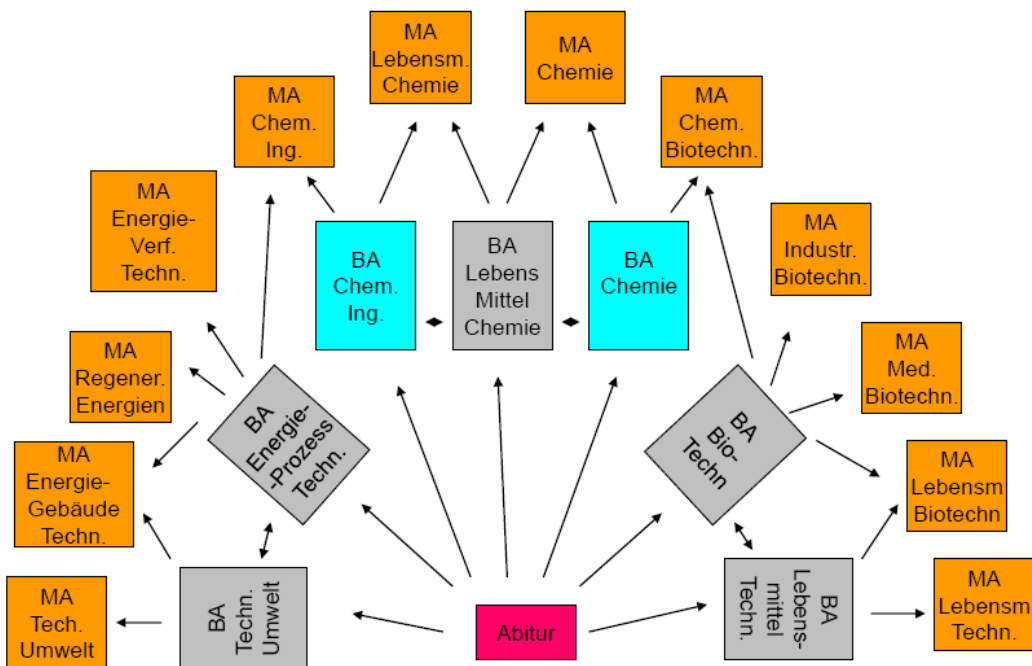 MA
Lebensm.
Chemie
MA
Chemie
MA
Chem.
Ing.
MA
Chem.
Biotechn.
MA
Energie-
Verf.
Techn.
MA
Industr.
Biotechn.
BA
Chem.
Ing.
BA
Lebens
Mittel
Chemie
BA
Chemie
MA
Regener.
Energien
MA
Med.
Biotechn.
BA
Energie-
-Prozess
Techn.
BA
Bio-
Techn
MA
Energie-
Gebäude
Techn.
MA
Lebensm
Biotechn
MA
Tech.
Umwelt
BA
Techn.
Umwelt
Abitur
BA
Lebens-
mittel
Techn.
MA
Lebensm
Techn.